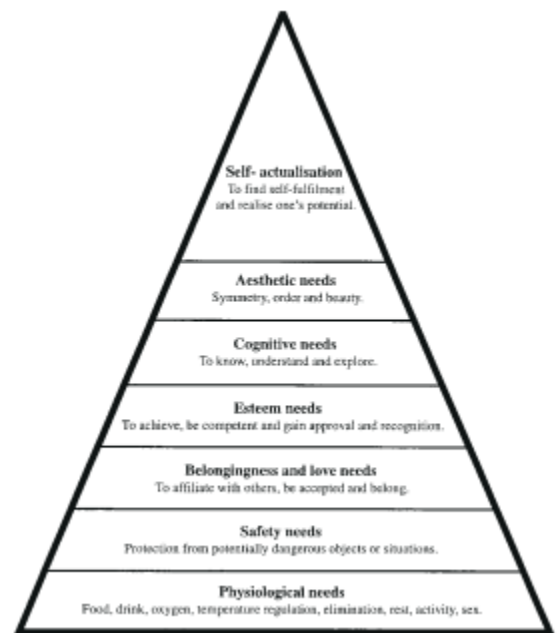 Self- actualisation
To find self-fulfilment
and realise one's potential.
Aesthetic needs
Symmetry, order and beauty.
Cognitive needs
To know, understand and explore.
Esteem needs
To achieve, be competent and gain approval and recognition.
Belongingness and love needs
To affiliate with others, be accepted and belong.
Safety needs
Protection from potentially dangerous objects or situations.
Physiological needs
Food, drink, oxygen, temperature regulation, elimination, rest, activity, sex.